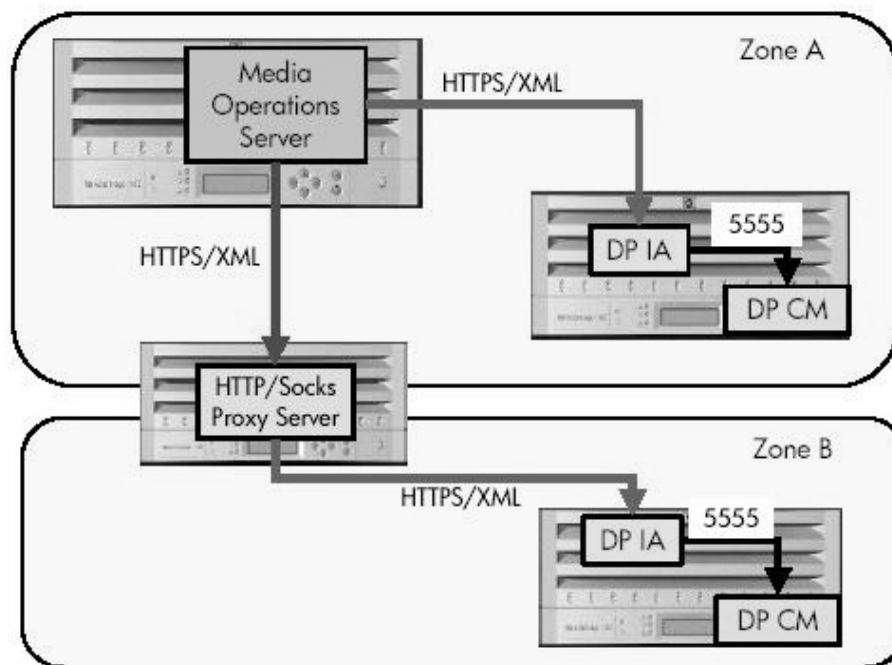 Zone A
Media
Operations
Server
HTTPS/XML
5555
DP IA
DP CM
HTTPS/XML
HTTP/Socks
Proxy Server
Zone B
HTTPS/XML
5555
DP IA
DP CM